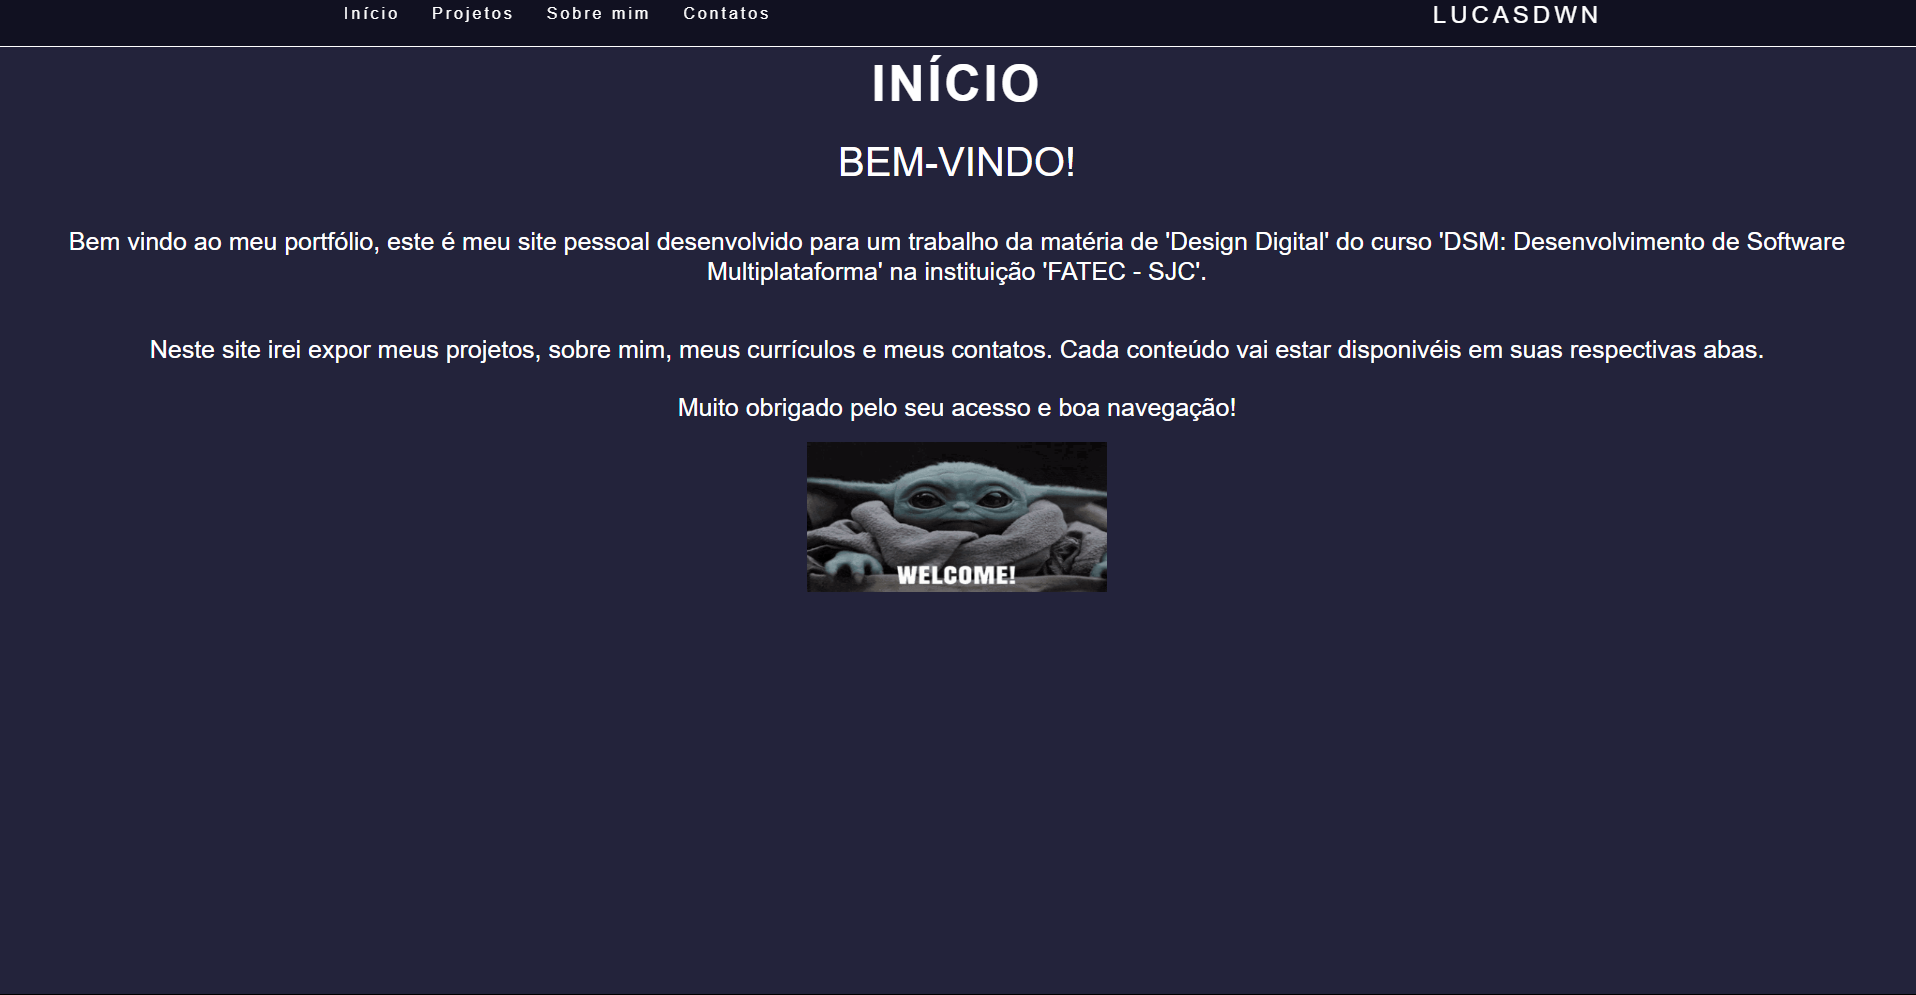 Início Projetos Sobre mim Contatos LUCASDWN
INÍCIO
BEM-VINDO!
Bem vindo ao meu portfólio, este é meu site pessoal desenvolvido para um trabalho da matéria de 'Design Digital' do curso 'DSM: Desenvolvimento de Software
Multiplataforma' na instituição 'FATEC - SJC'.
Neste site irei expor meus projetos, sobre mim, meus currículos e meus contatos. Cada conteúdo vai estar disponivéis em suas respectivas abas.
Muito obrigado pelo seu acesso e boa navegação!
WELCOME!